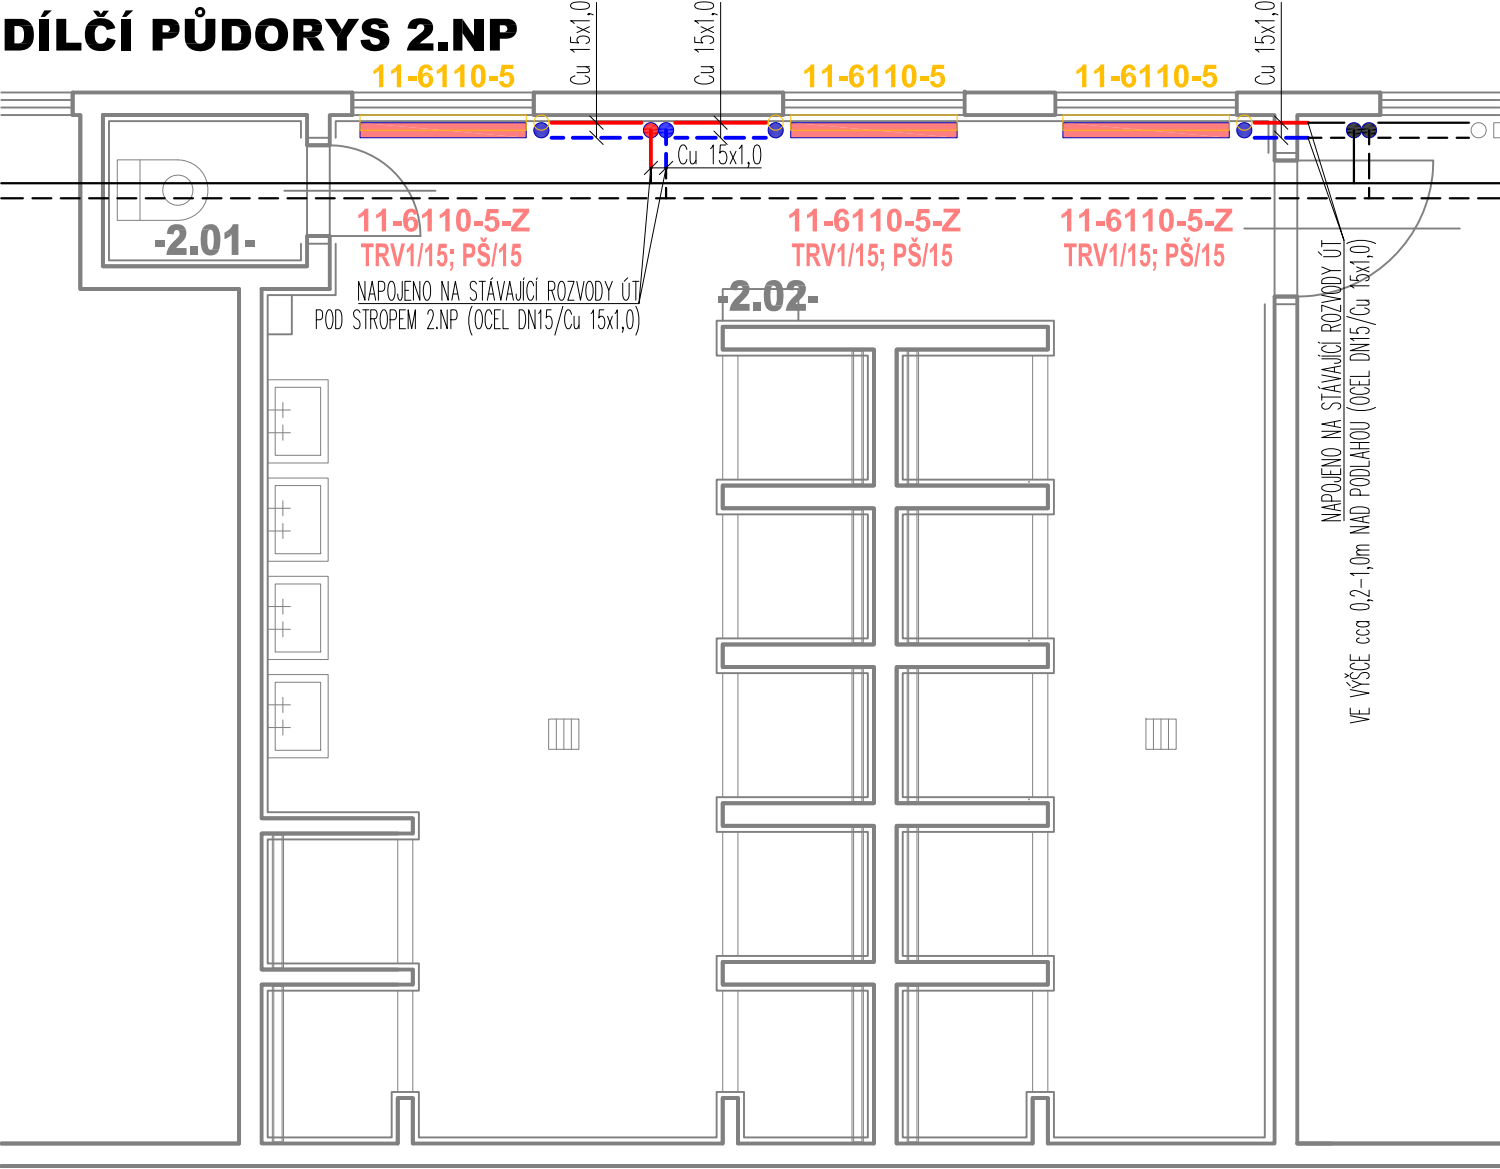 DÍLČÍ PŮDORYS 2.NP
Cu 15x1,0
Cu 15x1,0
Cu 15x1,0
11-6110-5
11-6110-5
11-6110-5
Cu 15x1,0
-2.01-
11-6110-5-Z
TRV1/15; PŠ/15
11-6110-5-Z
TRV1/15; PŠ/15
11-6110-5-Z
TRV1/15; PŠ/15
NAPOJENO NA STÁVAJÍCÍ ROZVODY ÚT
POD STROPEM 2.NP (OCEL DN15/Cu 15x1,0)
-2.02-
NAPOJENO NA STÁVAJÍCÍ ROZVODY ÚT
VE VÝŠCE cca 0,2-1,0m NAD PODLAHOU (OCEL DN15/Cu 15x1,0)